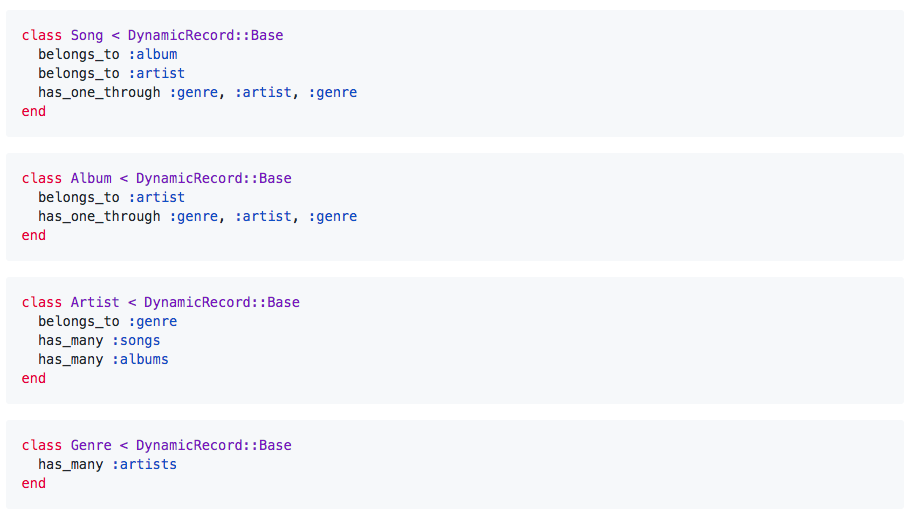 class Song < DynamicRecord::Base
  belongs_to :album
  belongs_to :artist
  has_one_through :genre, :artist, :genre
end
class Album < DynamicRecord::Base
  belongs_to :artist
  has_one_through :genre, :artist, :genre
end
class Artist < DynamicRecord::Base
  belongs_to :genre
  has_many :songs
  has_many :albums
end
class Genre < DynamicRecord::Base
  has_many :artists
end